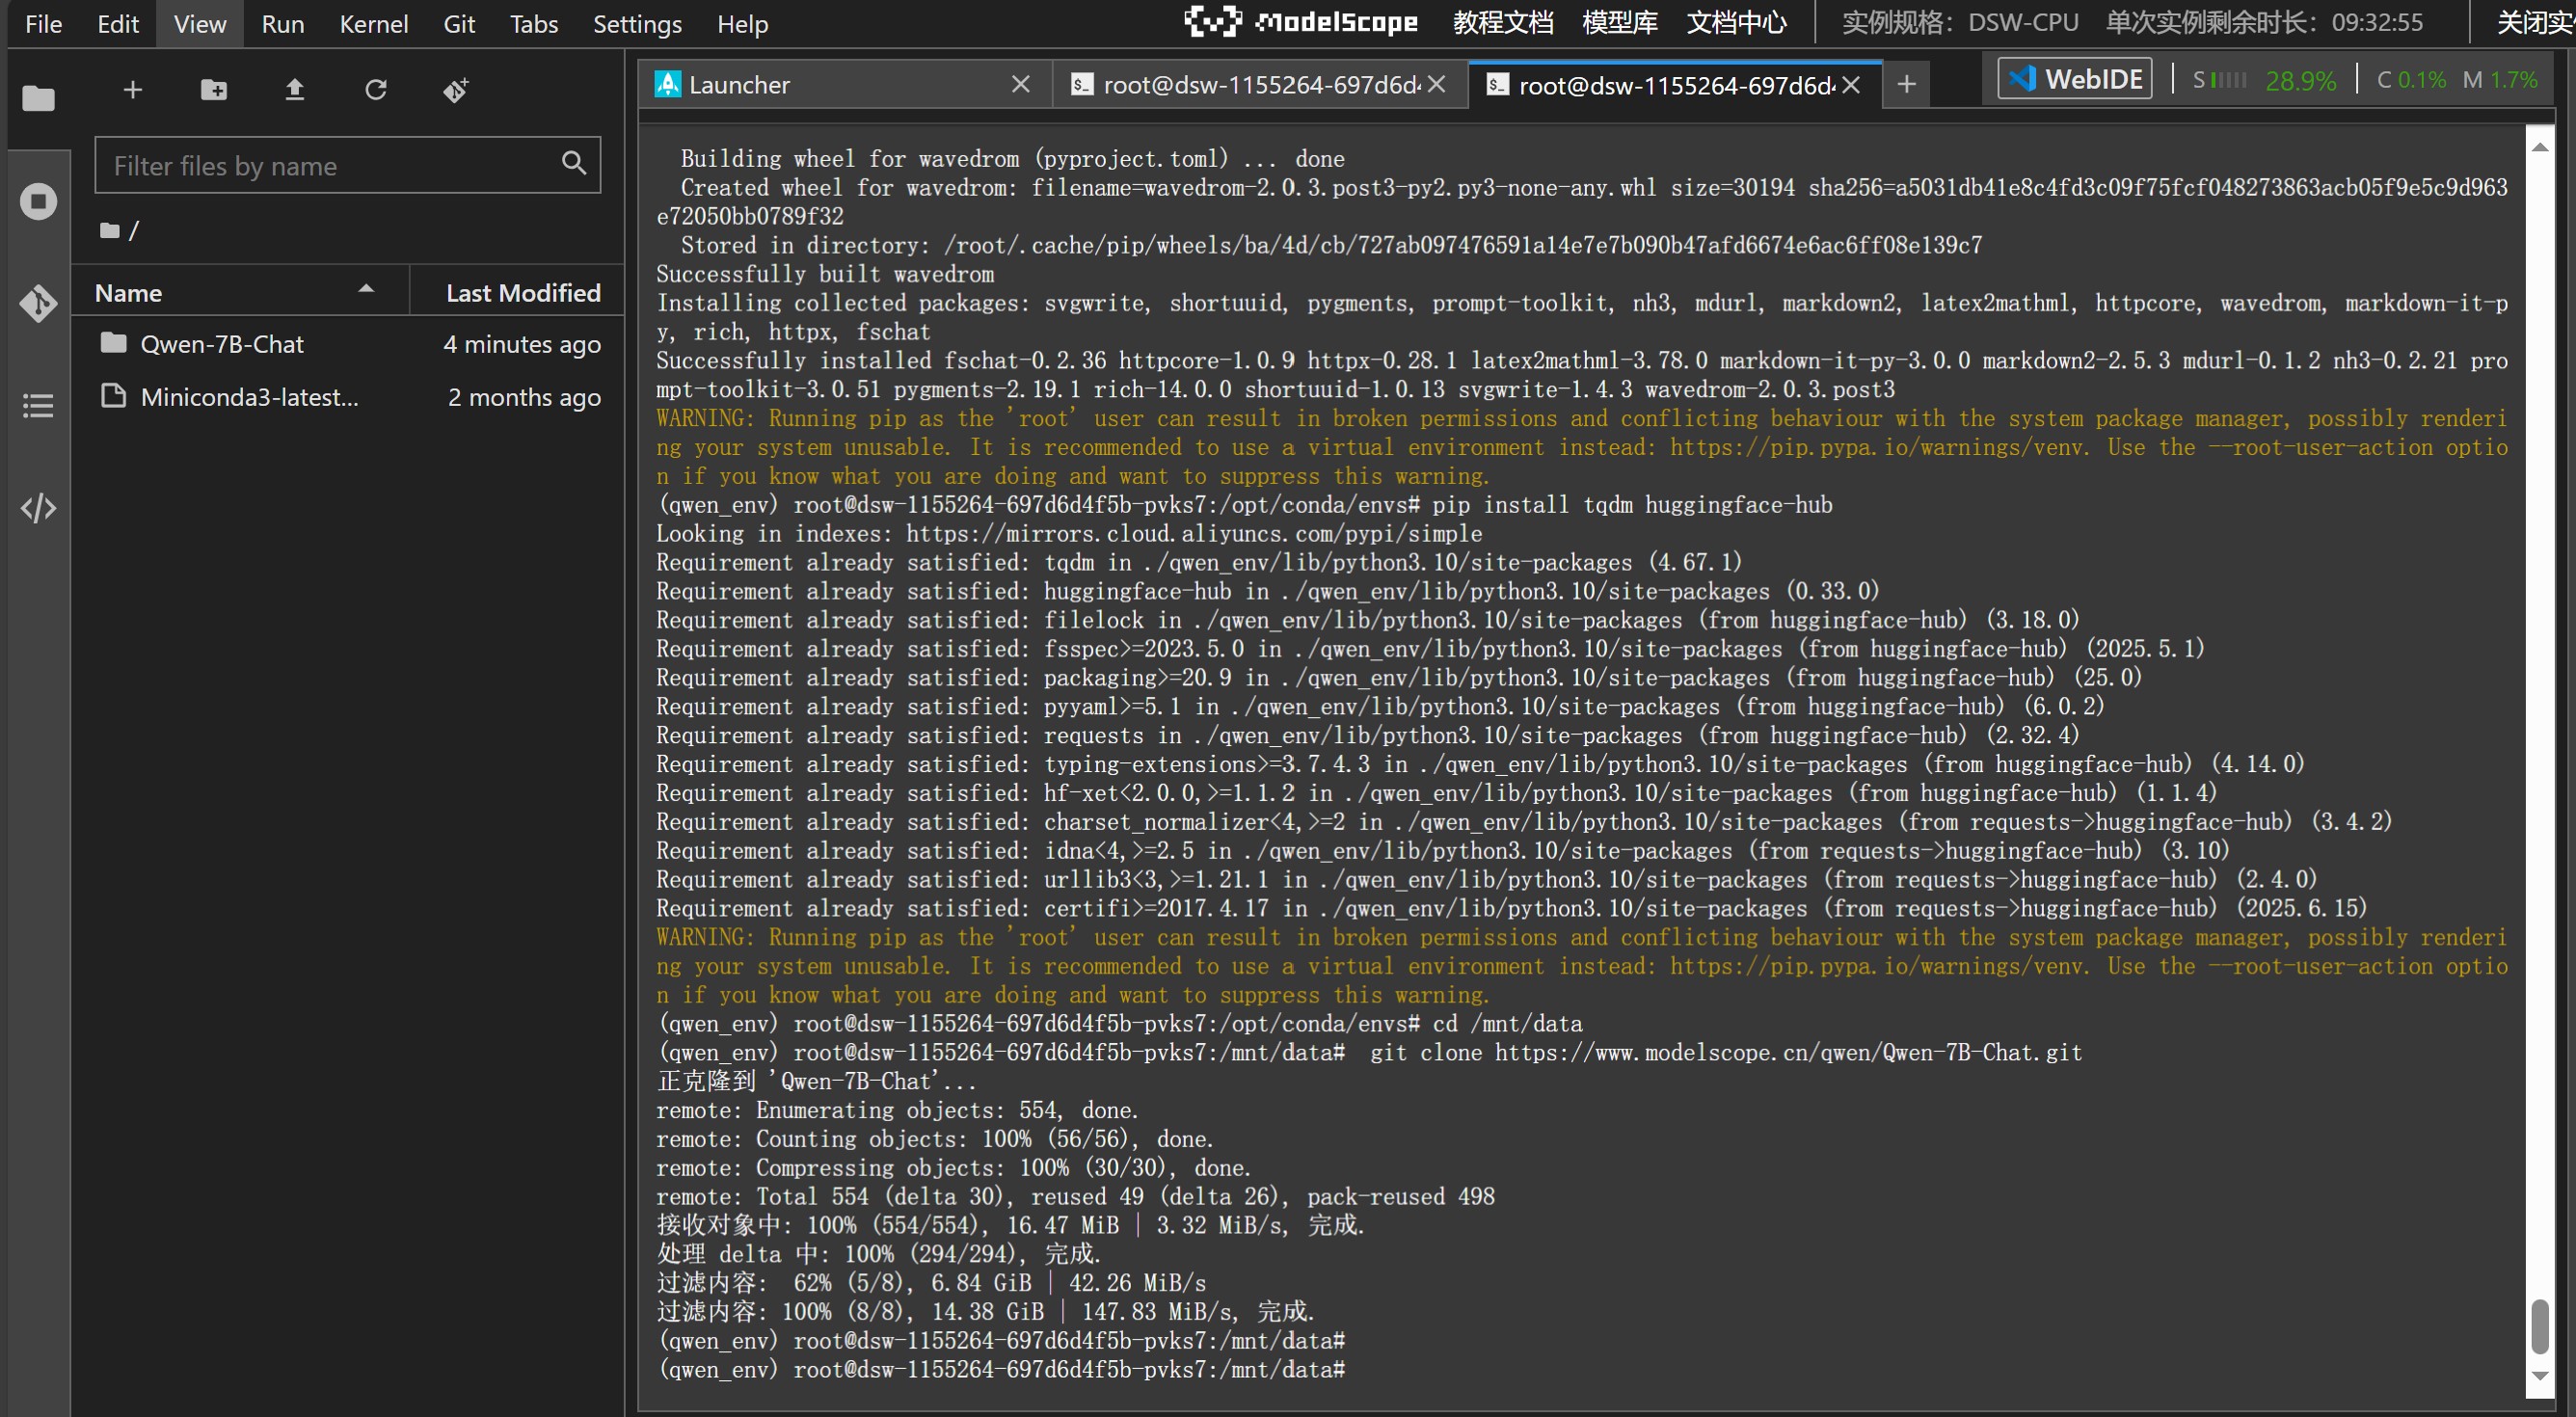 File Edit View Run Kernel Git Tabs Settings Help
ModelScope 教程文档 模型库 文档中心 实例规格： DSW-CPU 单次实例剩余时长： 09:32:55 关闭实
Launcher
root@dsw-1155264-697d6d
root@dsw-1155264-697d6d
WebIDE S 28.9% C 0.1% M 1.7%
Filter files by name
/
Name Last Modified
Qwen-7B-Chat 4 minutes ago
Miniconda3-latest... 2 months ago
Building wheel for wavedrom (pyproject.toml) ... done
Created wheel for wavedrom: filename=wavedrom-2.0.3.post3-py2.py3-none-any.whl size=30194 sha256=a5031db41e8c4fd3c09f75fcf048273863acb05f9e5c9d963
e72050bb0789f32
Stored in directory: /root/.cache/pip/wheels/ba/4d/cb/727ab097476591a14e7e7b090b47afd6674e6ac6ff08e139c7
Successfully built wavedrom
Installing collected packages: svgwrite, shortuuid, pygments, prompt-toolkit, nh3, mdurl, markdown2, latex2mathml, httpcore, wavedrom, markdown-it-p
y, rich, httpx, fschat
Successfully installed fschat-0.2.36 httpcore-1.0.9 httpx-0.28.1 latex2mathml-3.78.0 markdown-it-py-3.0.0 markdown2-2.5.3 mdurl-0.1.2 nh3-0.2.21 pro
mpt-toolkit-3.0.51 pygments-2.19.1 rich-14.0.0 shortuuid-1.0.13 svgwrite-1.4.3 wavedrom-2.0.3.post3
WARNING: Running pip as the 'root' user can result in broken permissions and conflicting behaviour with the system package manager, possibly renderi
ng your system unusable. It is recommended to use a virtual environment instead: https://pip.pypa.io/warnings/venv. Use the --root-user-action optio
n if you know what you are doing and want to suppress this warning.
(qwen_env) root@dsw-1155264-697d6d4f5b-pvks7:/opt/conda/envs# pip install tqdm huggingface-hub
Looking in indexes: https://mirrors.cloud.aliyuncs.com/pypi/simple
Requirement already satisfied: tqdm in ./qwen_env/lib/python3.10/site-packages (4.67.1)
Requirement already satisfied: huggingface-hub in ./qwen_env/lib/python3.10/site-packages (0.33.0)
Requirement already satisfied: filelock in ./qwen_env/lib/python3.10/site-packages (from huggingface-hub) (3.18.0)
Requirement already satisfied: fsspec>=2023.5.0 in ./qwen_env/lib/python3.10/site-packages (from huggingface-hub) (2025.5.1)
Requirement already satisfied: packaging>=20.9 in ./qwen_env/lib/python3.10/site-packages (from huggingface-hub) (25.0)
Requirement already satisfied: pyyaml>=5.1 in ./qwen_env/lib/python3.10/site-packages (from huggingface-hub) (6.0.2)
Requirement already satisfied: requests in ./qwen_env/lib/python3.10/site-packages (from huggingface-hub) (2.32.4)
Requirement already satisfied: typing-extensions>=3.7.4.3 in ./qwen_env/lib/python3.10/site-packages (from huggingface-hub) (4.14.0)
Requirement already satisfied: hf-xet<2.0.0,>=1.1.2 in ./qwen_env/lib/python3.10/site-packages (from huggingface-hub) (1.1.4)
Requirement already satisfied: charset_normalizer<4,>=2 in ./qwen_env/lib/python3.10/site-packages (from requests->huggingface-hub) (3.4.2)
Requirement already satisfied: idna<4,>=2.5 in ./qwen_env/lib/python3.10/site-packages (from requests->huggingface-hub) (3.10)
Requirement already satisfied: urllib3<3,>=1.21.1 in ./qwen_env/lib/python3.10/site-packages (from requests->huggingface-hub) (2.4.0)
Requirement already satisfied: certifi>=2017.4.17 in ./qwen_env/lib/python3.10/site-packages (from requests->huggingface-hub) (2025.6.15)
WARNING: Running pip as the 'root' user can result in broken permissions and conflicting behaviour with the system package manager, possibly renderi
ng your system unusable. It is recommended to use a virtual environment instead: https://pip.pypa.io/warnings/venv. Use the --root-user-action optio
n if you know what you are doing and want to suppress this warning.
(qwen_env) root@dsw-1155264-697d6d4f5b-pvks7:/opt/conda/envs# cd /mnt/data
(qwen_env) root@dsw-1155264-697d6d4f5b-pvks7:/mnt/data#  git clone https://www.modelscope.cn/qwen/Qwen-7B-Chat.git
正克隆到 'Qwen-7B-Chat'...
remote: Enumerating objects: 554, done.
remote: Counting objects: 100% (56/56), done.
remote: Compressing objects: 100% (30/30), done.
remote: Total 554 (delta 30), reused 49 (delta 26), pack-reused 498
接收对象中: 100% (554/554), 16.47 MiB | 3.32 MiB/s, 完成.
处理 delta 中: 100% (294/294), 完成.
过滤内容:  62% (5/8), 6.84 GiB | 42.26 MiB/s
过滤内容: 100% (8/8), 14.38 GiB | 147.83 MiB/s, 完成.
(qwen_env) root@dsw-1155264-697d6d4f5b-pvks7:/mnt/data#
(qwen_env) root@dsw-1155264-697d6d4f5b-pvks7:/mnt/data#